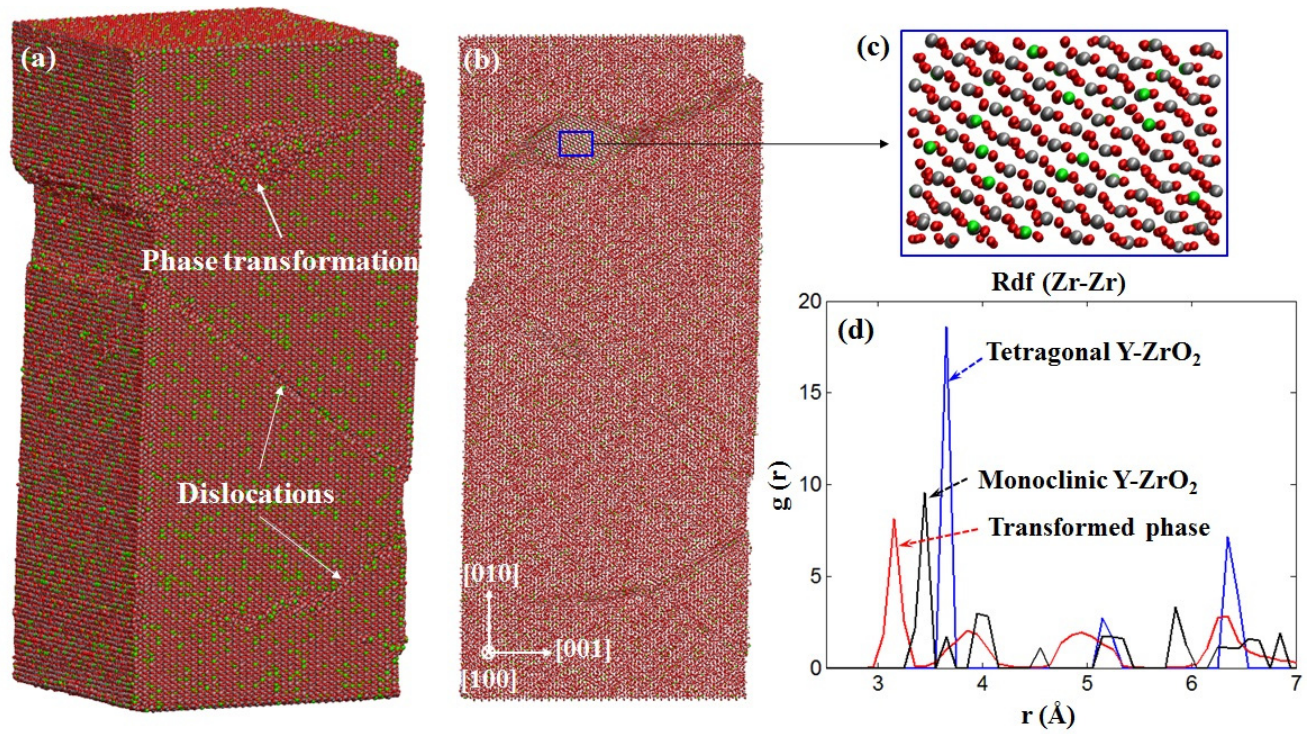 (a)
Phase transformation
Dislocations
(b)
[010]
[001]
[100]
(c)
Rdf (Zr-Zr)
(d)
20
15
10
5
0
g (r)
Tetragonal Y-ZrO₂
Monoclinic Y-ZrO₂
Transformed phase
3 4 5 6 7
r (Å)